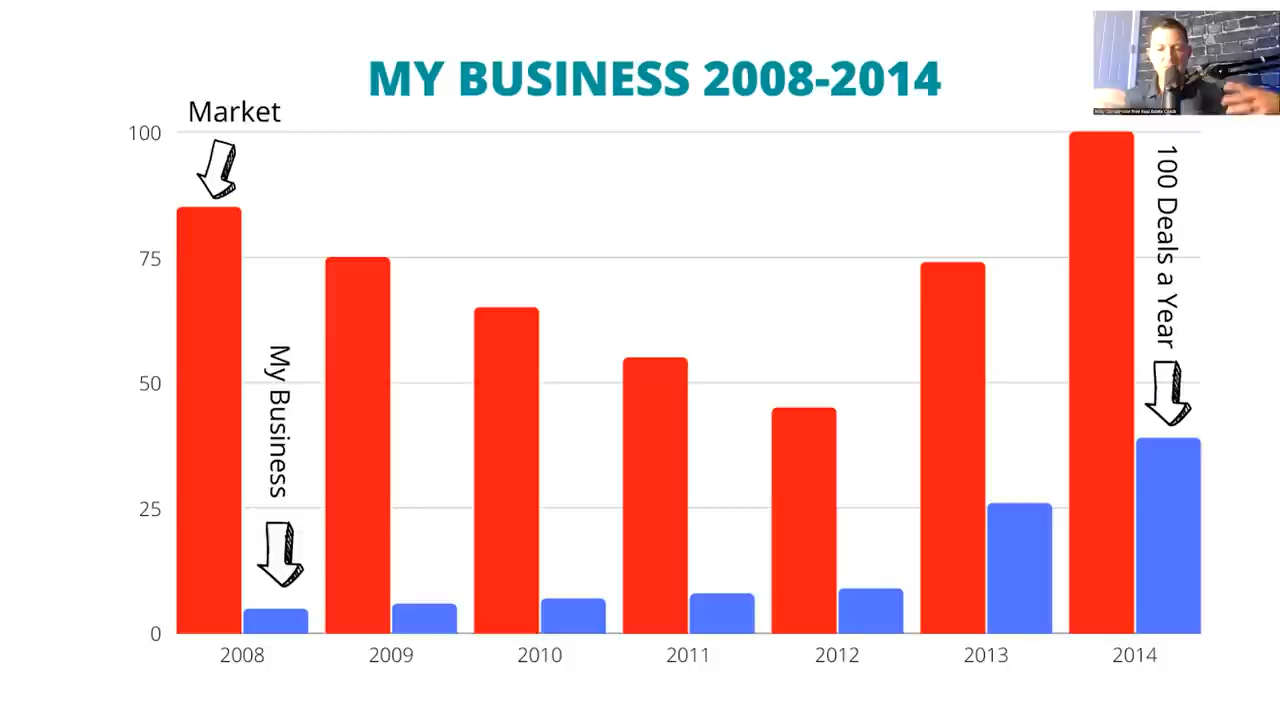 MY BUSINESS 2008-2014
Market
100
75
50
25
0
My Business
100 Deals a Year
2008 2009 2010 2011 2012 2013 2014